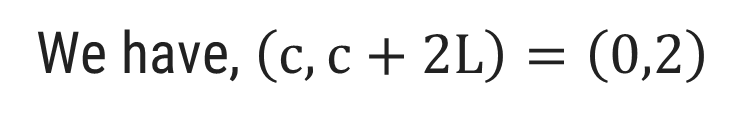 We have, (c, c + 2L) = (0,2)